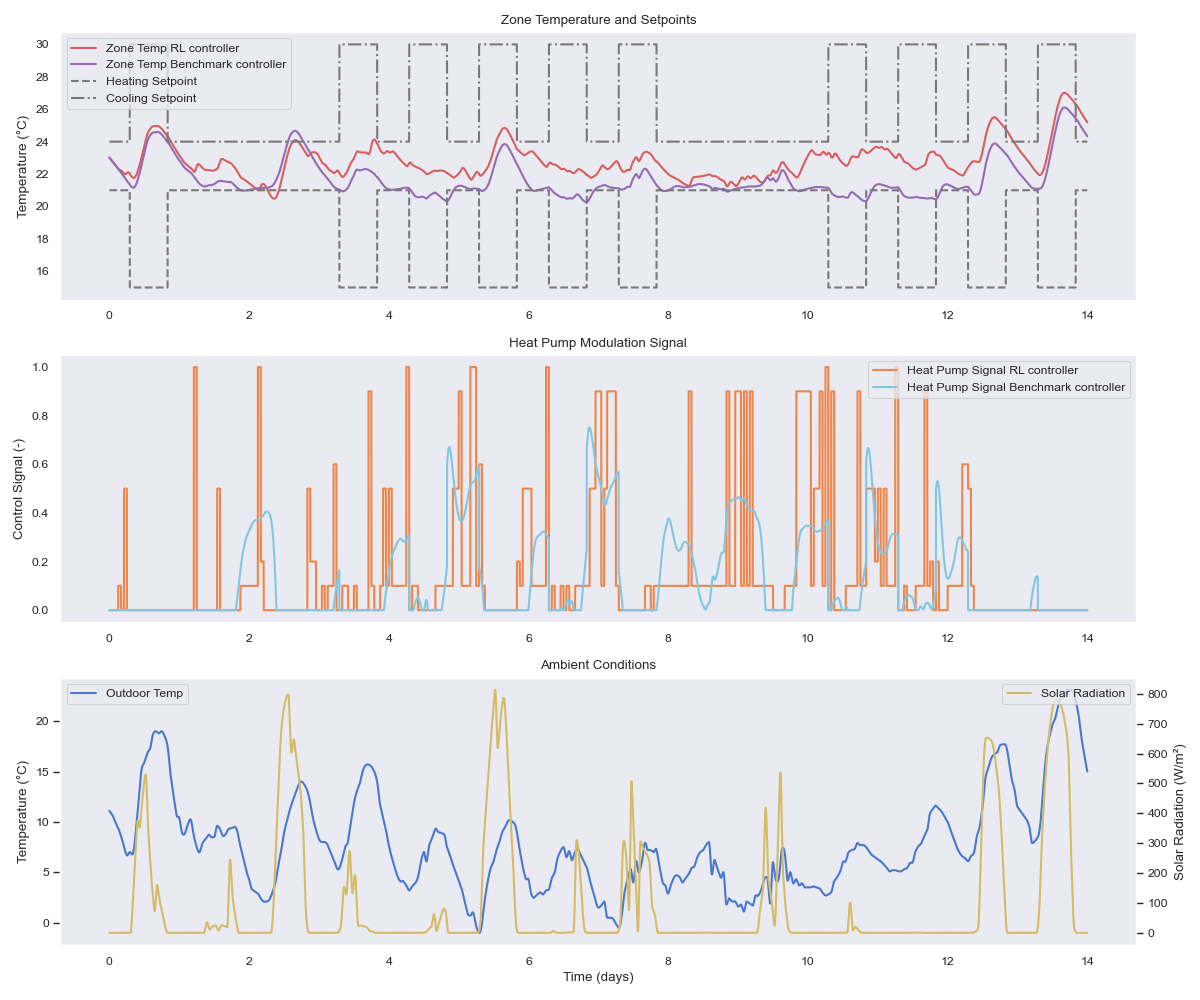 Zone Temperature and Setpoints
Temperature (°C)
30
28
26
24
22
20
18
16
Zone Temp RL controller
Zone Temp Benchmark controller
Heating Setpoint
Cooling Setpoint
0 2 4 6 8 10 12 14
Heat Pump Modulation Signal
Control Signal (-)
1.0
0.8
0.6
0.4
0.2
0.0
Heat Pump Signal RL controller
Heat Pump Signal Benchmark controller
0 2 4 6 8 10 12 14
Ambient Conditions
Temperature (°C)
20
15
10
5
0
Outdoor Temp
Solar Radiation
800
700
600
500
400
300
200
100
0
Solar Radiation (W/m²)
0 2 4 6 8 10 12 14
Time (days)